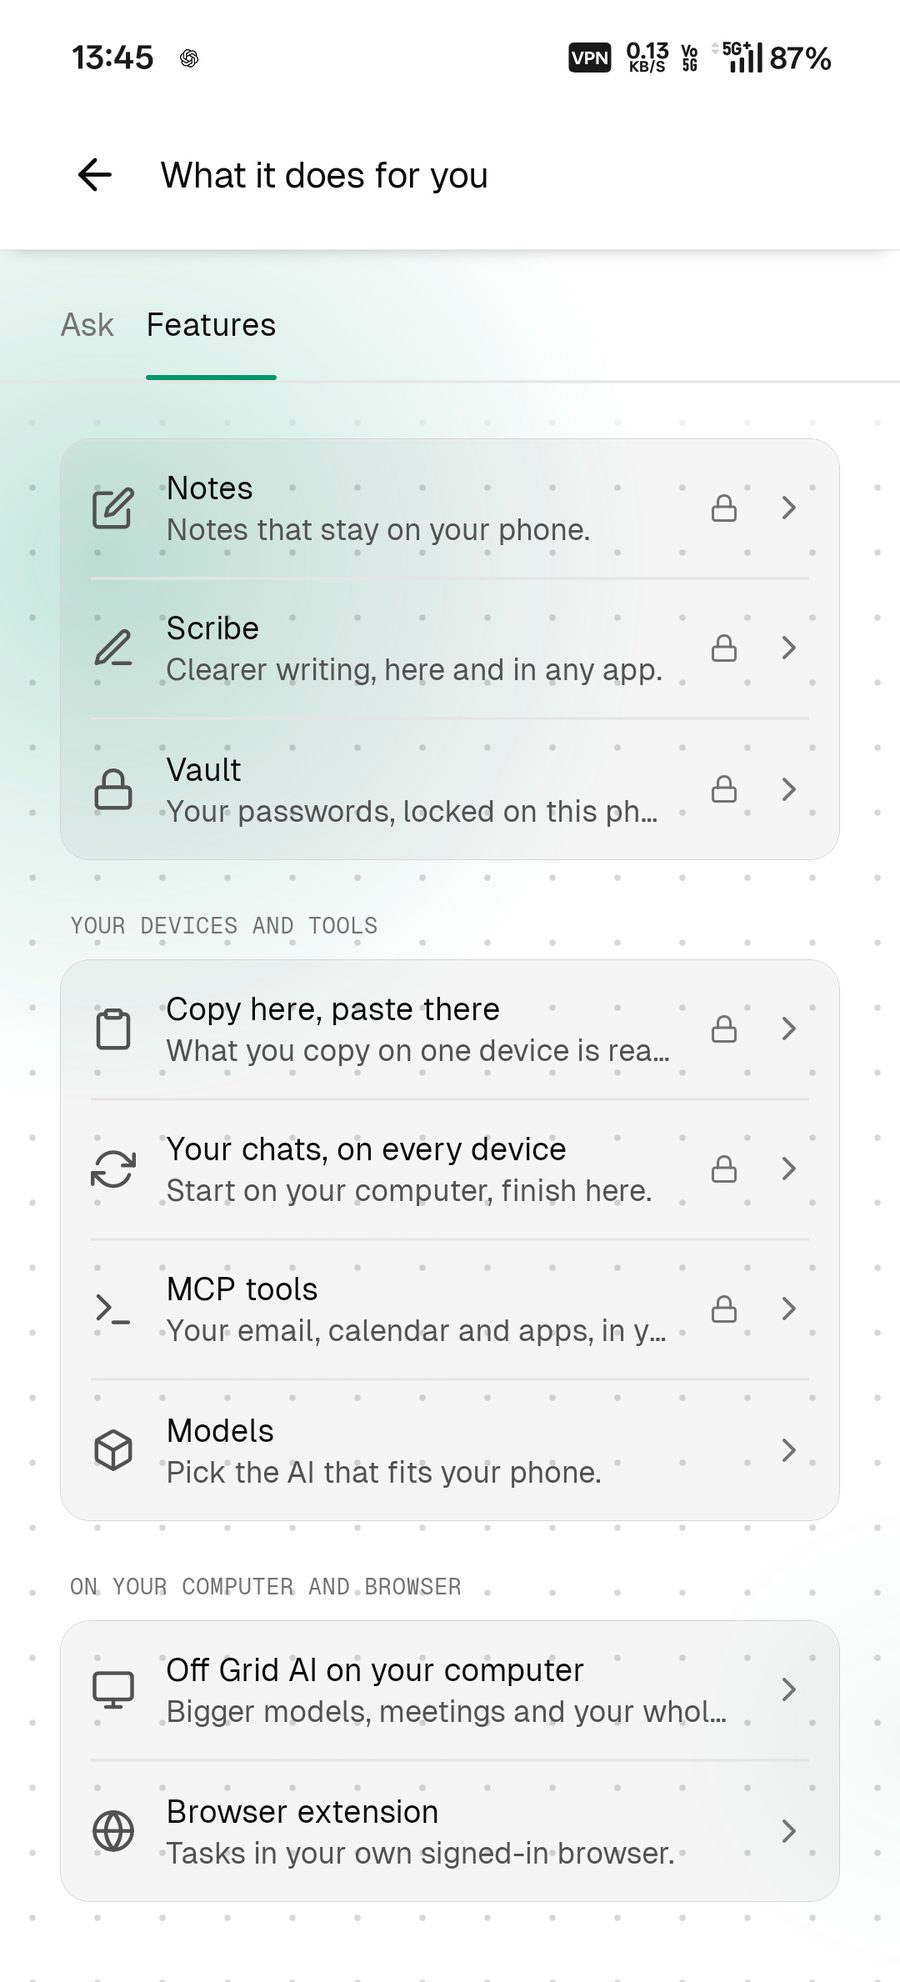 13:45
VPN 0.13 KB/S Vo 5G 5G+ 87%
What it does for you
Ask Features
Notes
Notes that stay on your phone.
Scribe
Clearer writing, here and in any app.
Vault
Your passwords, locked on this ph...
YOUR DEVICES AND TOOLS
Copy here, paste there
What you copy on one device is rea...
Your chats, on every device
Start on your computer, finish here.
MCP tools
Your email, calendar and apps, in y...
Models
Pick the AI that fits your phone.
ON YOUR COMPUTER AND BROWSER
Off Grid AI on your computer
Bigger models, meetings and your whol...
Browser extension
Tasks in your own signed-in browser.